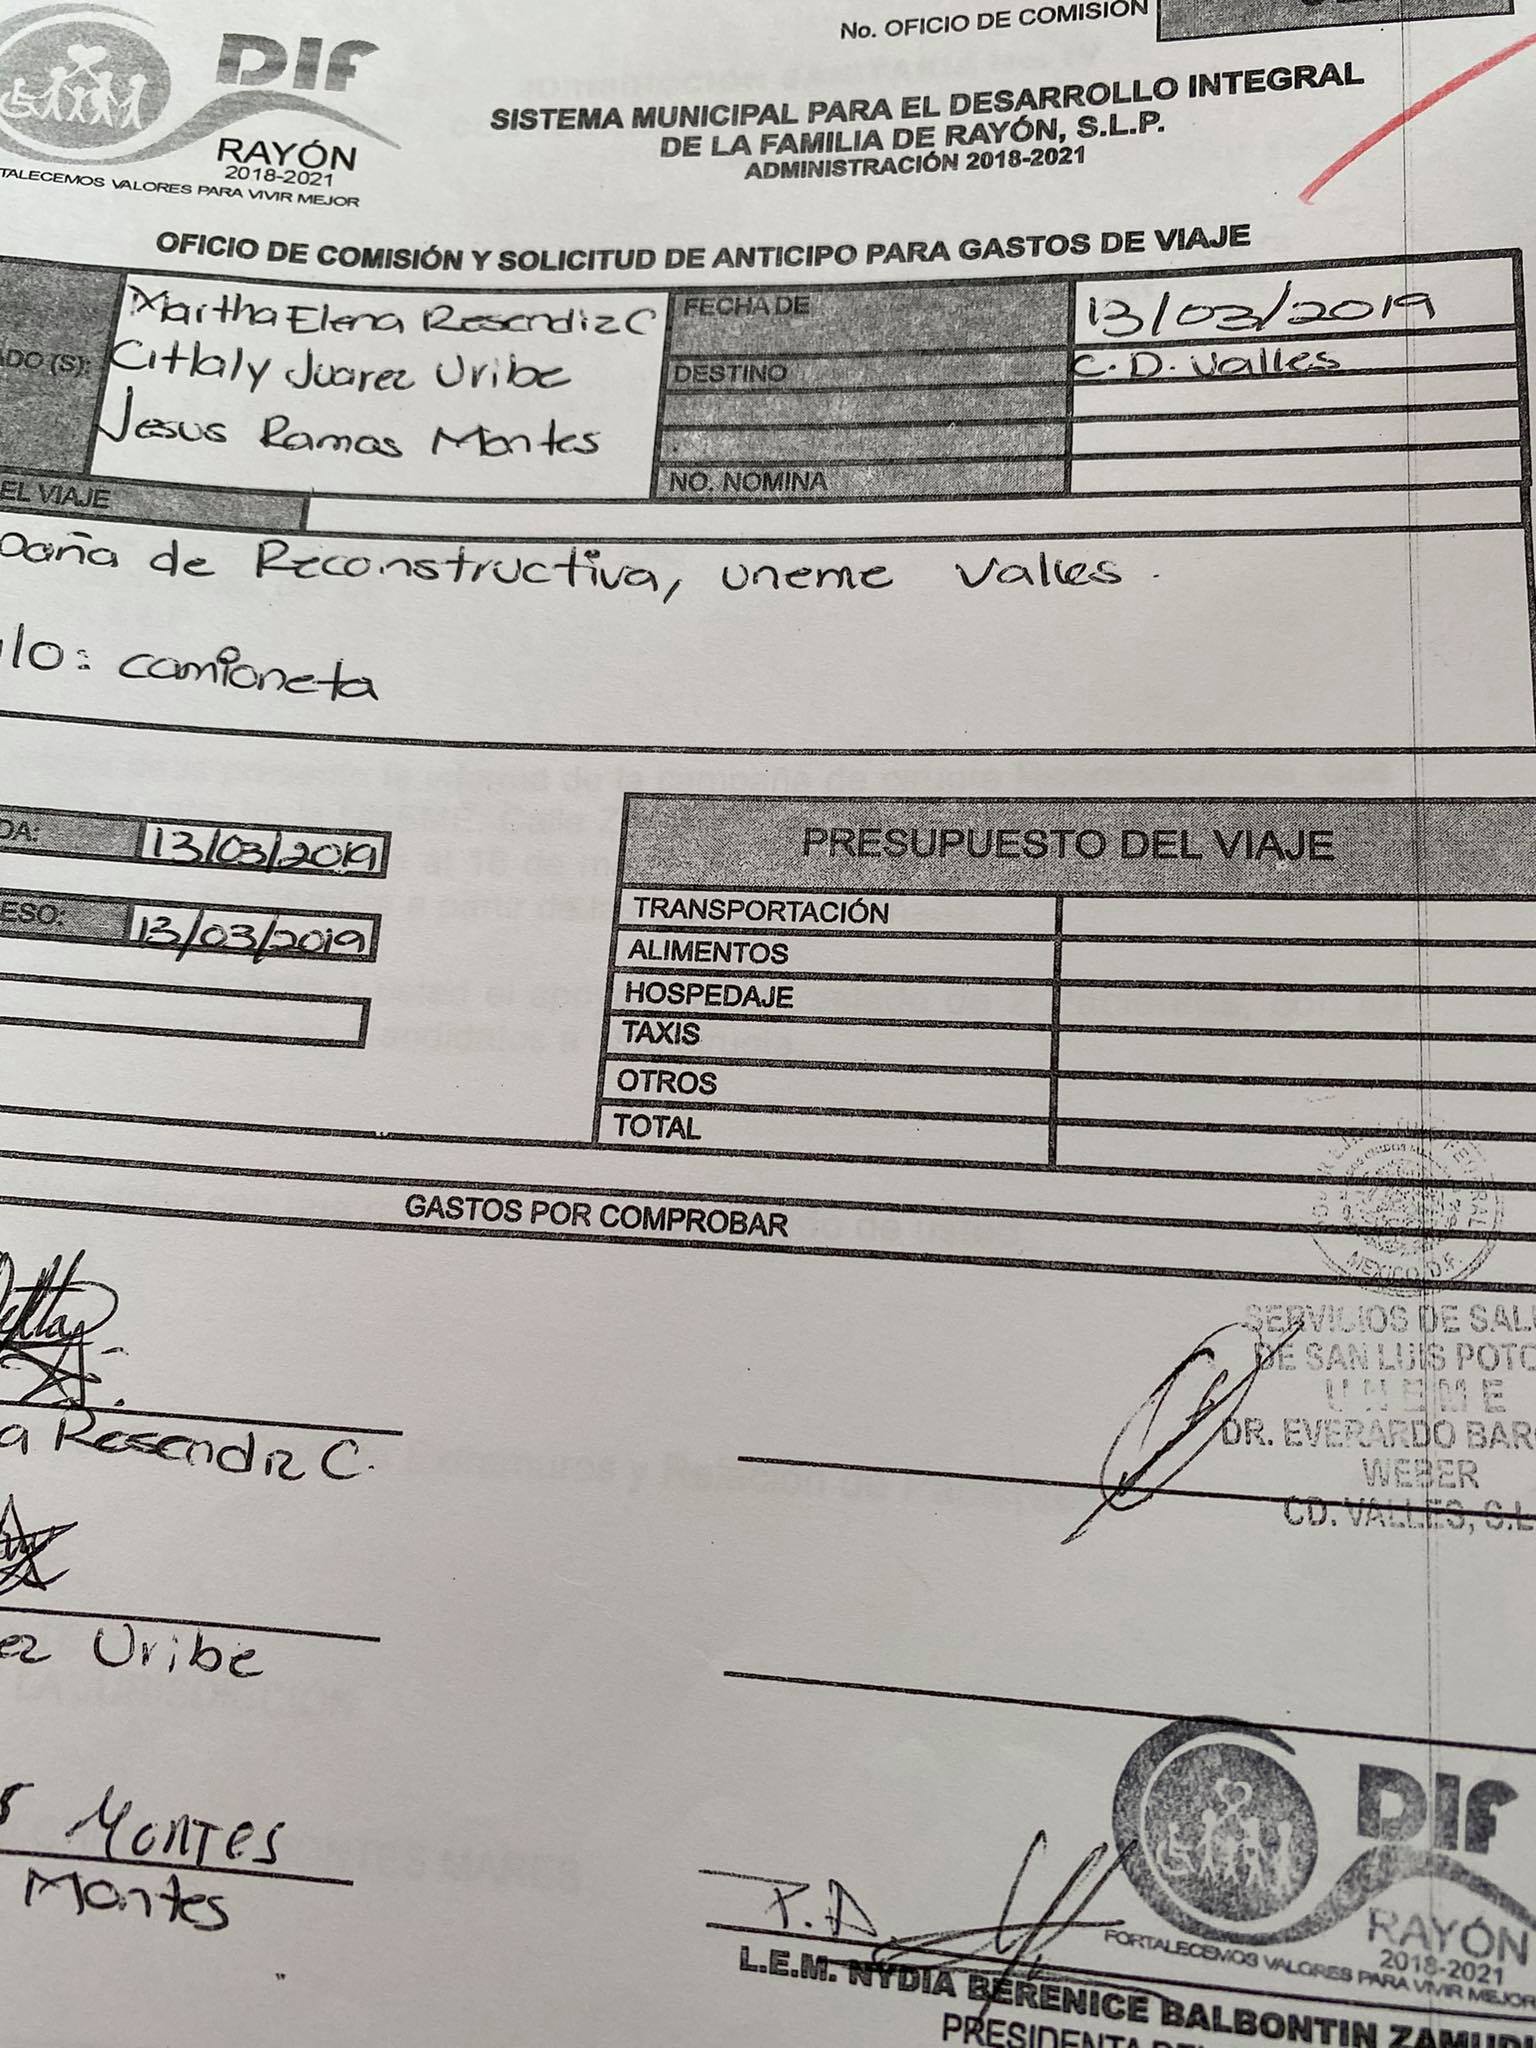 DIF
RAYÓN
2018-2021
TALECEMOS VALORES PARA VIVIR MEJOR
No. OFICIO DE COMISIÓN
SISTEMA MUNICIPAL PARA EL DESARROLLO INTEGRAL
DE LA FAMILIA DE RAYÓN, S.L.P.
ADMINISTRACIÓN 2018-2021
OFICIO DE COMISIÓN Y SOLICITUD DE ANTICIPO PARA GASTOS DE VIAJE
ADO (S):
Martha Elena Resendiz C
Citlaly Juarez Uribe
Jesus Ramas Montes
FECHA DE 13/03/2019
DESTINO C.D. Valles
NO. NOMINA
EL VIAJE
paña de Reconstructiva, uneme Valles.
ulo: camioneta
DA: 13/03/2019
ESO: 13/03/2019
PRESUPUESTO DEL VIAJE
TRANSPORTACIÓN
ALIMENTOS
HOSPEDAJE
TAXIS
OTROS
TOTAL
GASTOS POR COMPROBAR
MEXICO, D.F.
SERVICIOS DE SALU
DE SAN LUIS POTO
UNEME
DR. EVERARDO BAR
WEBER
CD. VALLES, S.L
a Resendiz C.
ez Uribe
Montes
Montes
P.A
DIF
RAYÓN
2018-2021
FORTALECEMOS VALORES PARA VIVIR MEJOR
L.E.M. NYDIA BERENICE BALBONTIN ZAMUDI
PRESIDENTA DE